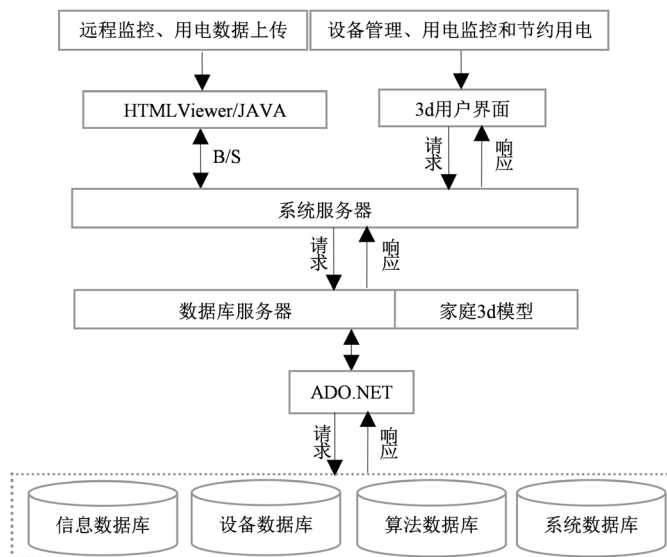 远程监控、用电数据上传
设备管理、用电监控和节约用电
HTMLViewer/JAVA
3d用户界面
B/S
请求
响应
系统服务器
请求
响应
数据库服务器
家庭3d模型
ADO.NET
请求
响应
信息数据库
设备数据库
算法数据库
系统数据库